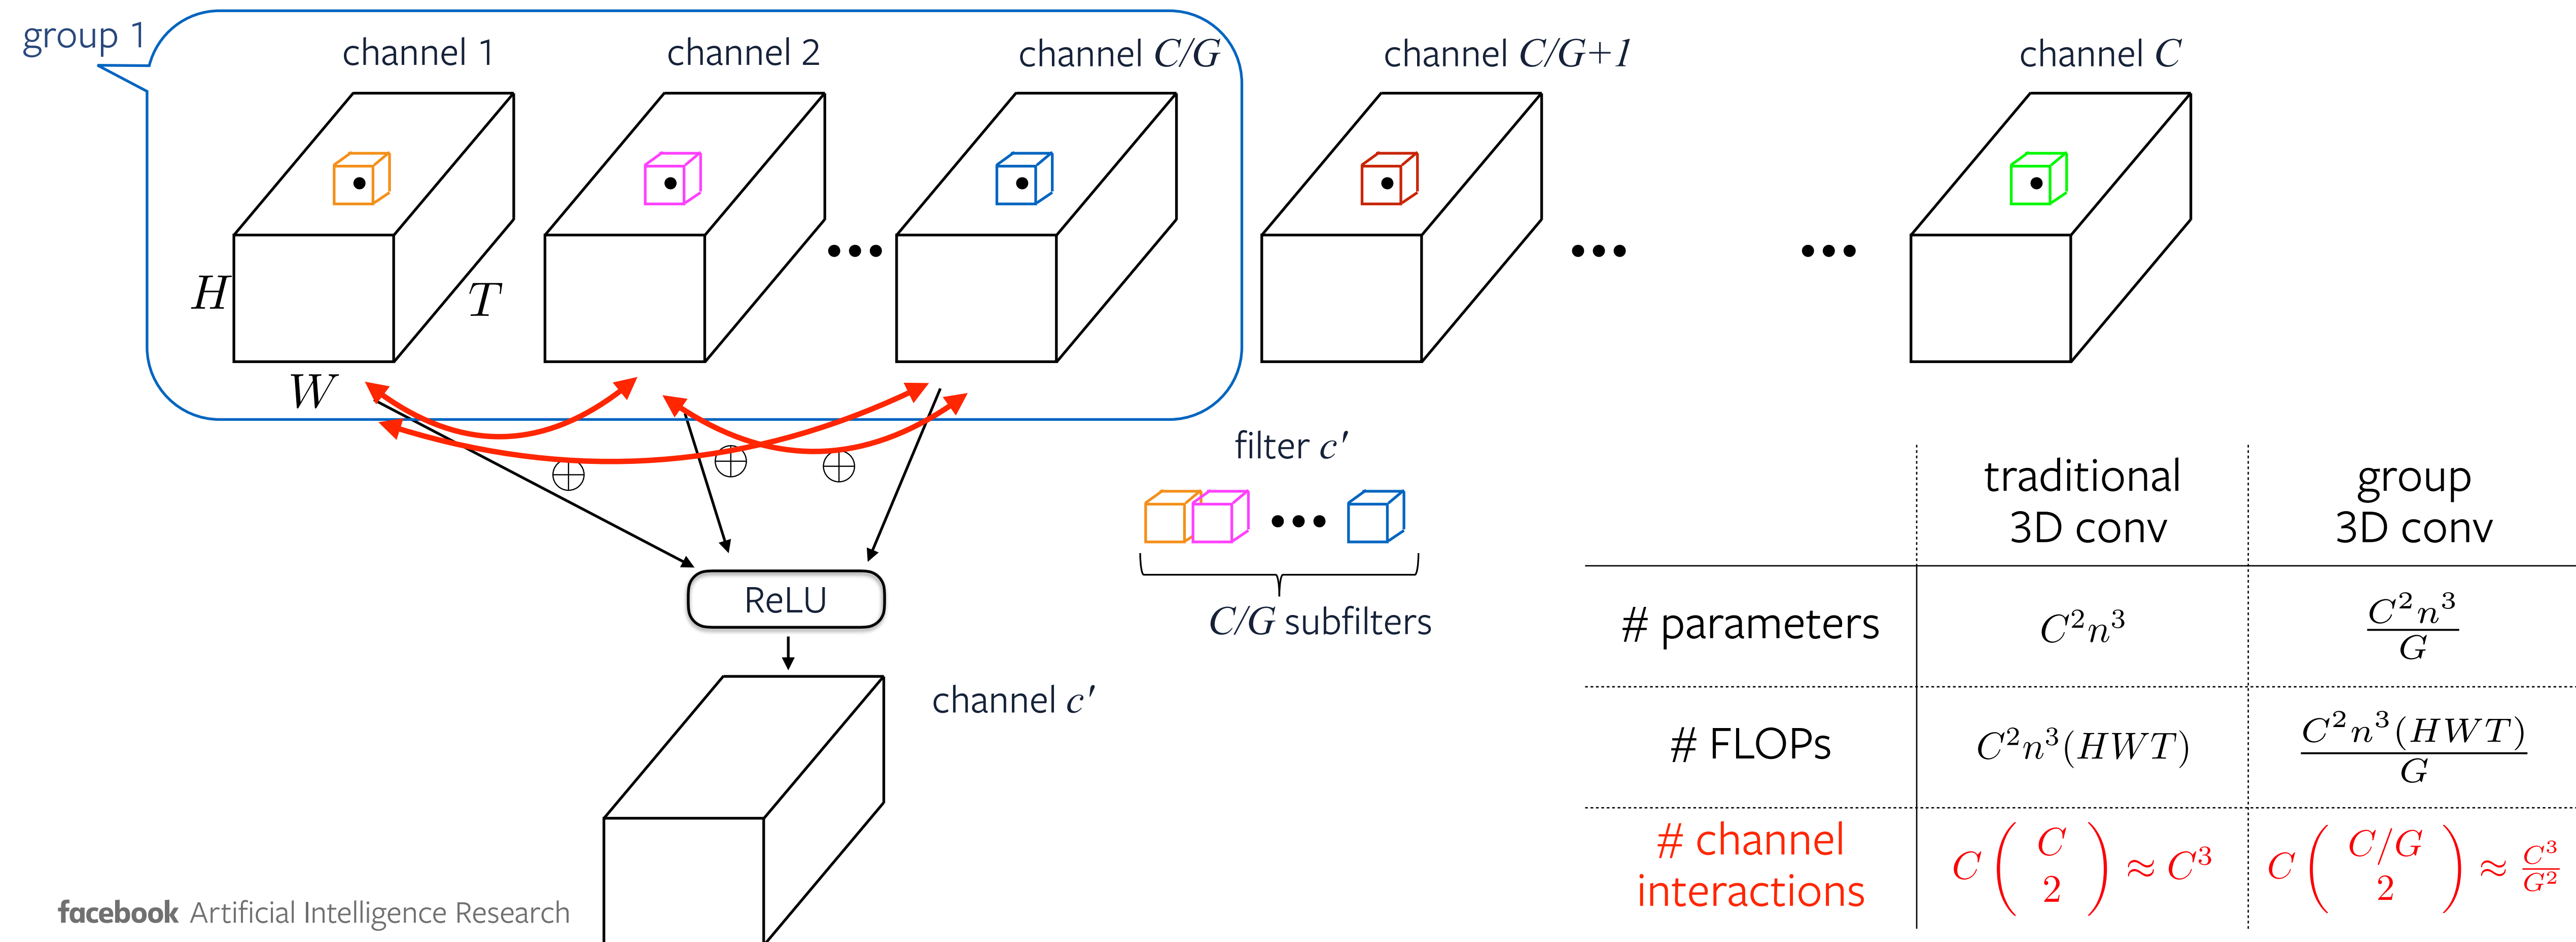 group 1
channel 1
channel 2
channel C/G
channel C/G+1
channel C
H
T
W
filter c'
C/G subfilters
ReLU
channel c'
traditional
3D conv
group
3D conv
# parameters
C²n³
C²n³
G
# FLOPs
C²n³(HWT)
C²n³(HWT)
G
# channel
interactions
C ( C 2 ) ≈ C³
C ( C/G 2 ) ≈ C³/G²
facebook Artificial Intelligence Research